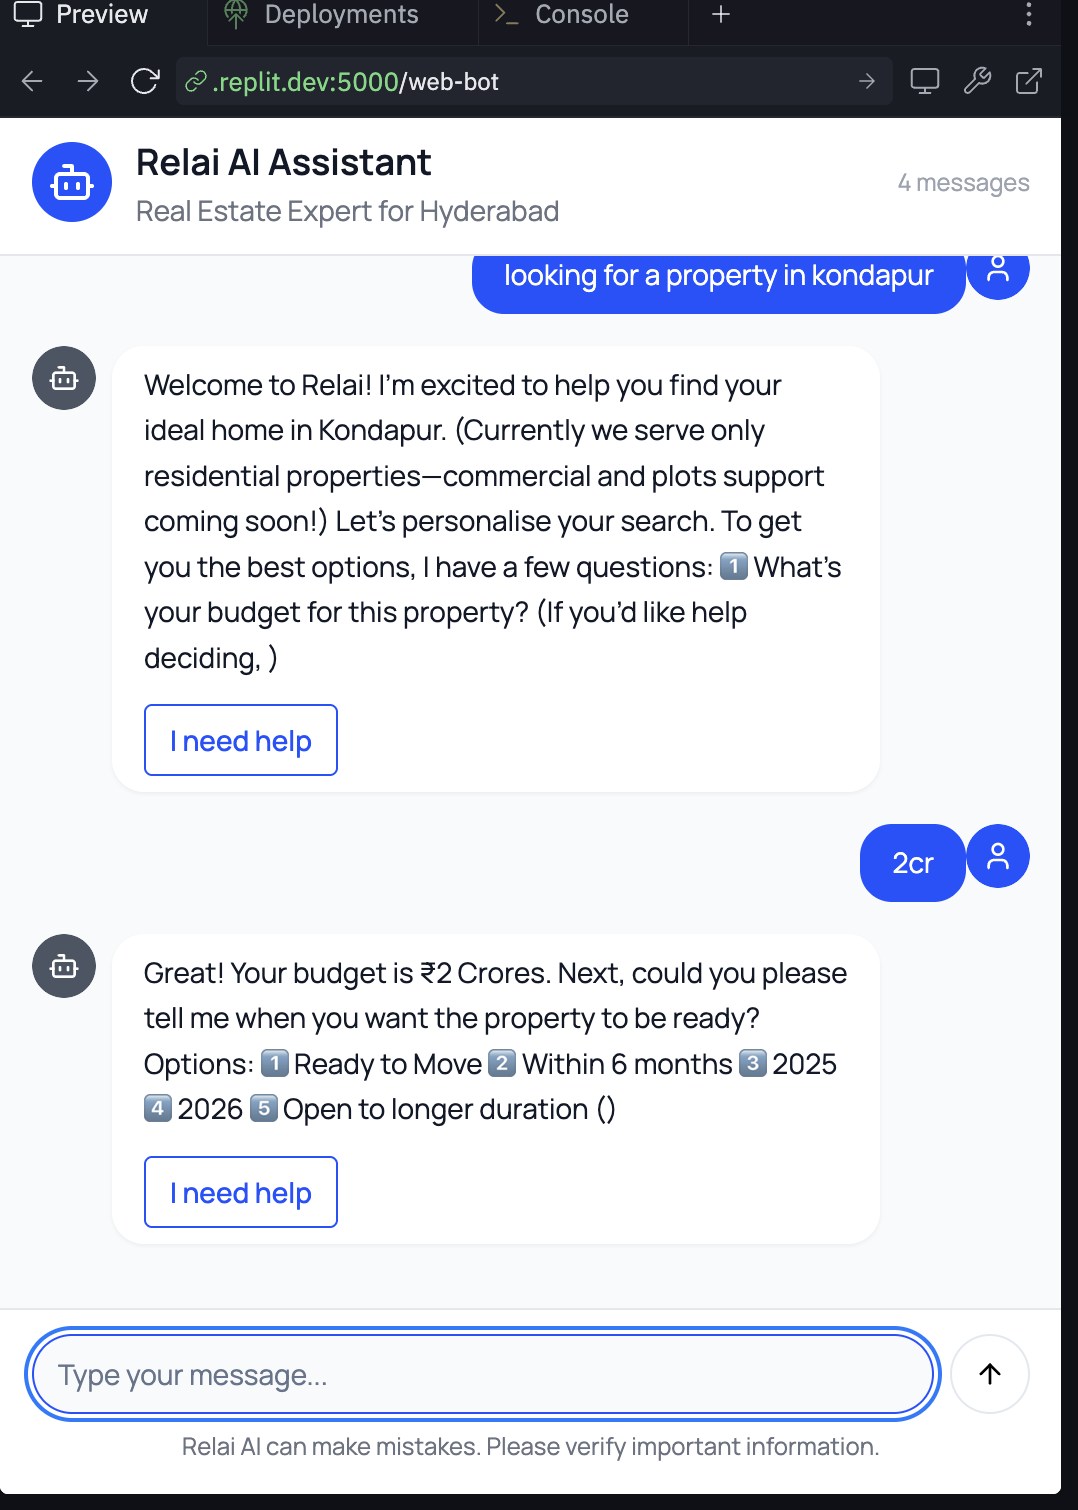 Preview
Deployments
Console
.replit.dev:5000/web-bot
Relai AI Assistant
Real Estate Expert for Hyderabad
4 messages
looking for a property in kondapur
Welcome to Relai! I'm excited to help you find your
ideal home in Kondapur. (Currently we serve only
residential properties—commercial and plots support
coming soon!) Let's personalise your search. To get
you the best options, I have a few questions: 1️⃣ What's
your budget for this property? (If you'd like help
deciding, )
I need help
2cr
Great! Your budget is ₹2 Crores. Next, could you please
tell me when you want the property to be ready?
Options: 1️⃣ Ready to Move 2️⃣ Within 6 months 3️⃣ 2025
4️⃣ 2026 5️⃣ Open to longer duration ()
I need help
Type your message...
Relai AI can make mistakes. Please verify important information.